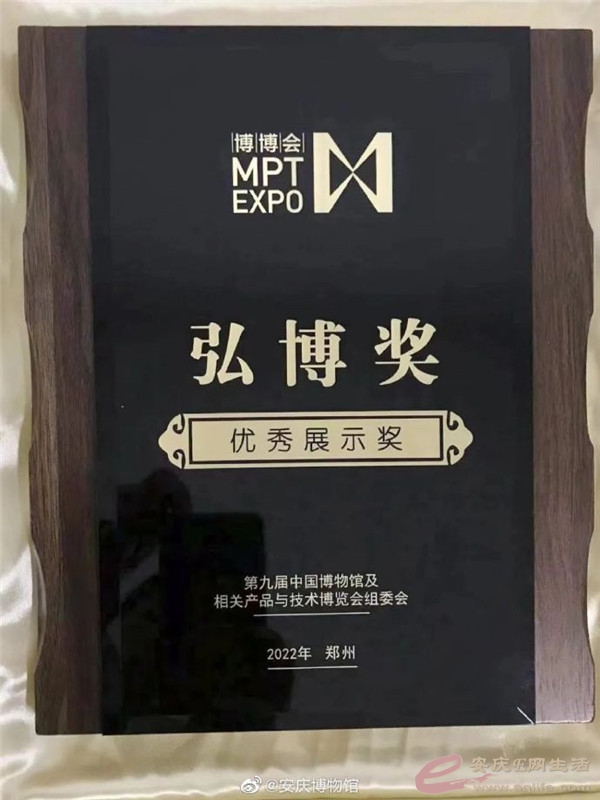 博博会
MPT
EXPO
弘博奖
优秀展示奖
第九届中国博物馆及
相关产品与技术博览会组委会
2022年 郑州
@安庆博物馆
安庆E网生活